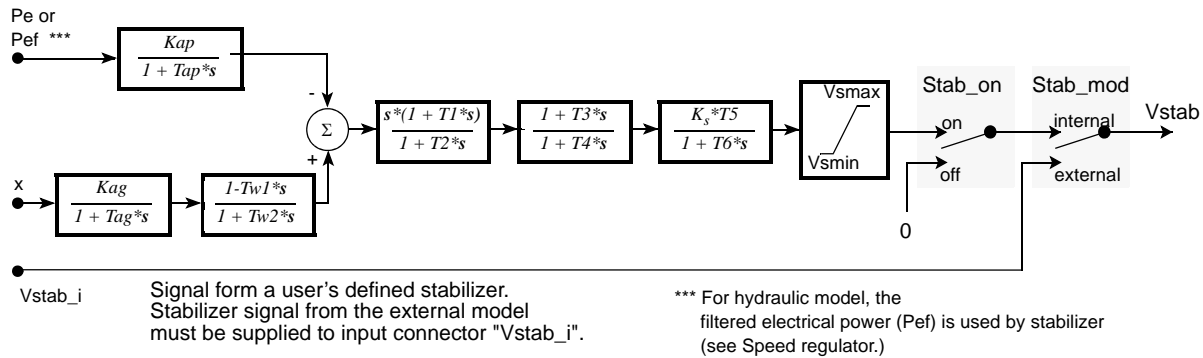 Pe or
Pef ***
Kap
1 + Tap*s
-
Σ
+
s*(1 + T1*s)
1 + T2*s
1 + T3*s
1 + T4*s
Ks*T5
1 + T6*s
Vsmax
Vsmin
Stab_on
on
off
0
Stab_mod
internal
external
Vstab
x
Kag
1 + Tag*s
1-Tw1*s
1 + Tw2*s
Vstab_i
Signal form a user's defined stabilizer.
Stabilizer signal from the external model
must be supplied to input connector "Vstab_i".
*** For hydraulic model, the
filtered electrical power (Pef) is used by stabilizer
(see Speed regulator.)